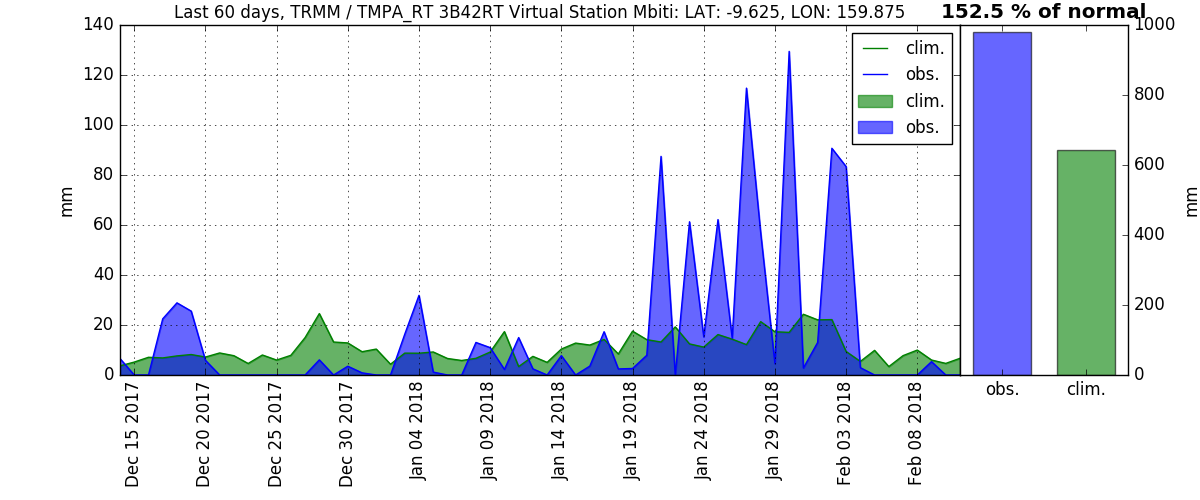 Last 60 days, TRMM / TMPA_RT 3B42RT Virtual Station Mbiti: LAT: -9.625, LON: 159.875
152.5 % of normal
140
120
100
80
60
40
20
0
mm
clim.
obs.
clim.
obs.
Dec 15 2017
Dec 20 2017
Dec 25 2017
Dec 30 2017
Jan 04 2018
Jan 09 2018
Jan 14 2018
Jan 19 2018
Jan 24 2018
Jan 29 2018
Feb 03 2018
Feb 08 2018
1000
800
600
400
200
0
mm
obs.
clim.